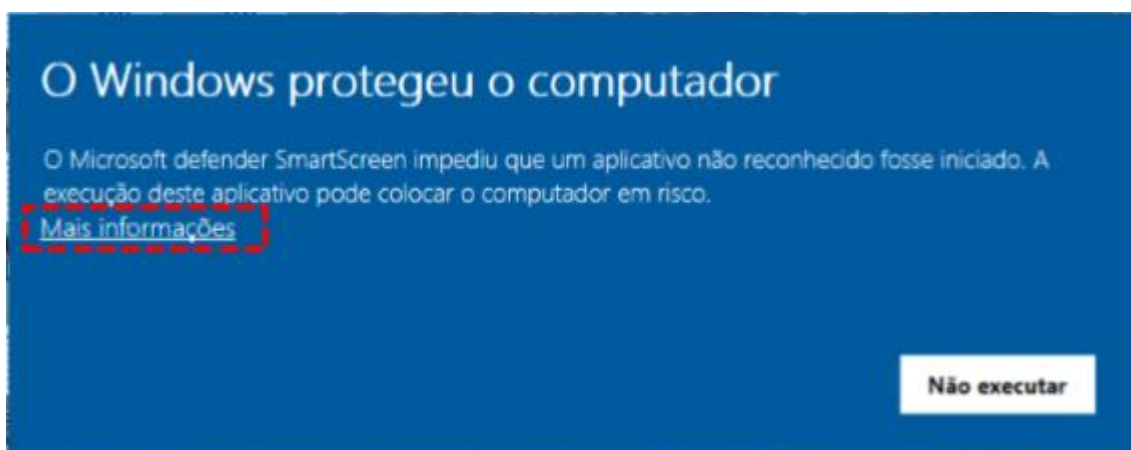 O Windows protegeu o computador
O Microsoft defender SmartScreen impediu que um aplicativo não reconhecido fosse iniciado. A
execução deste aplicativo pode colocar o computador em risco.
Mais informações
Não executar